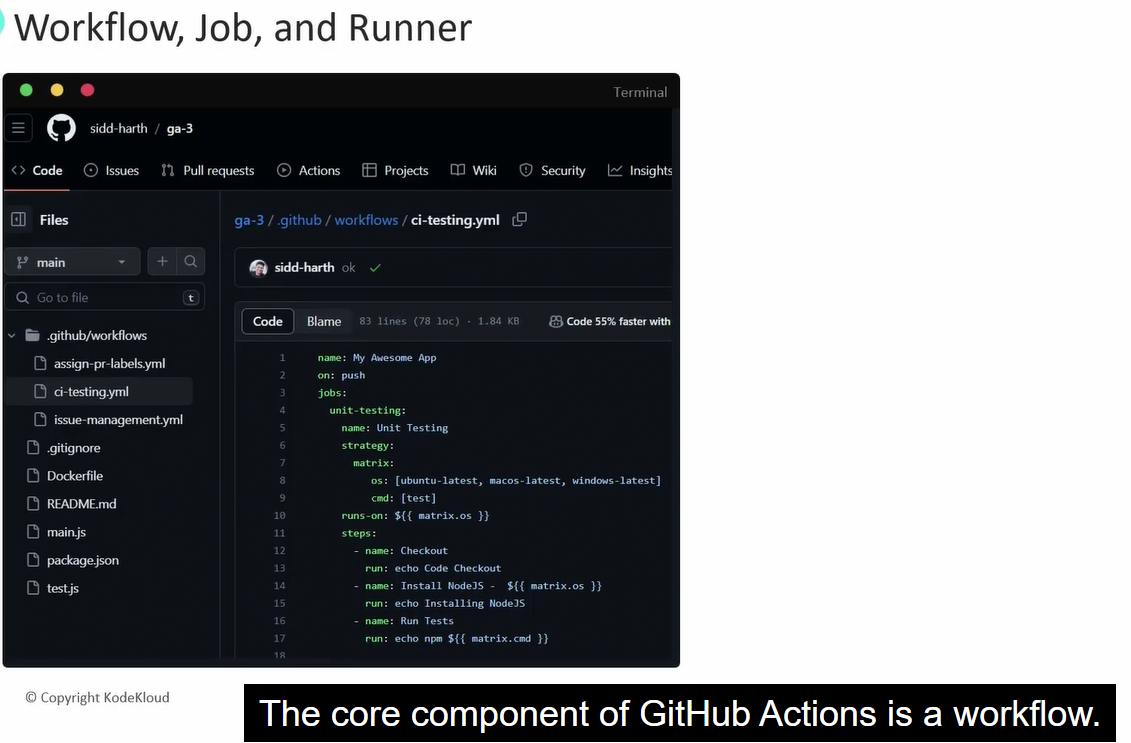 Workflow, Job, and Runner
Terminal
sidd-harth / ga-3
Code Issues Pull requests Actions Projects Wiki Security Insights
Files
main
Go to file t
.github/workflows
assign-pr-labels.yml
ci-testing.yml
issue-management.yml
.gitignore
Dockerfile
README.md
main.js
package.json
test.js
ga-3 / .github / workflows / ci-testing.yml
sidd-harth ok
Code Blame 83 lines (78 loc) · 1.84 KB Code 55% faster with
1 name: My Awesome App
2 on: push
3 jobs:
4 unit-testing:
5 name: Unit Testing
6 strategy:
7 matrix:
8 os: [ubuntu-latest, macos-latest, windows-latest]
9 cmd: [test]
10 runs-on: ${{ matrix.os }}
11 steps:
12 - name: Checkout
13 run: echo Code Checkout
14 - name: Install NodeJS - ${{ matrix.os }}
15 run: echo Installing NodeJS
16 - name: Run Tests
17 run: echo npm ${{ matrix.cmd }}
18
© Copyright KodeKloud
The core component of GitHub Actions is a workflow.